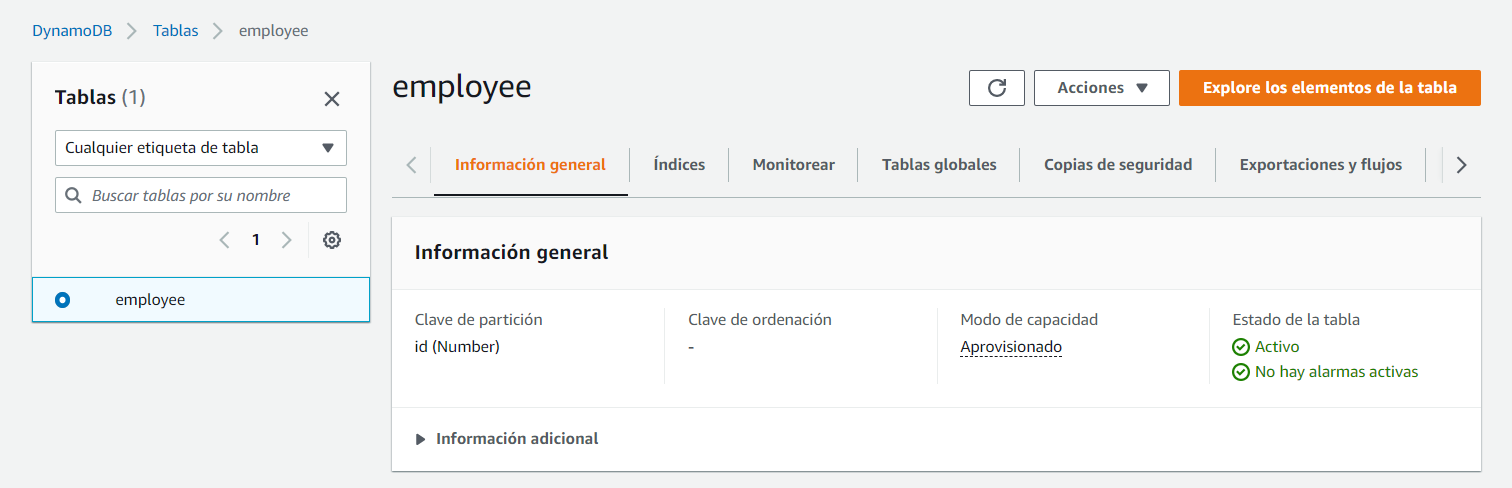 DynamoDB > Tablas > employee
Tablas (1)
Cualquier etiqueta de tabla
Buscar tablas por su nombre
1
employee
employee
Acciones
Explore los elementos de la tabla
Información general
Índices
Monitorear
Tablas globales
Copias de seguridad
Exportaciones y flujos
Información general
Clave de partición
id (Number)
Clave de ordenación
-
Modo de capacidad
Aprovisionado
Estado de la tabla
Activo
No hay alarmas activas
Información adicional